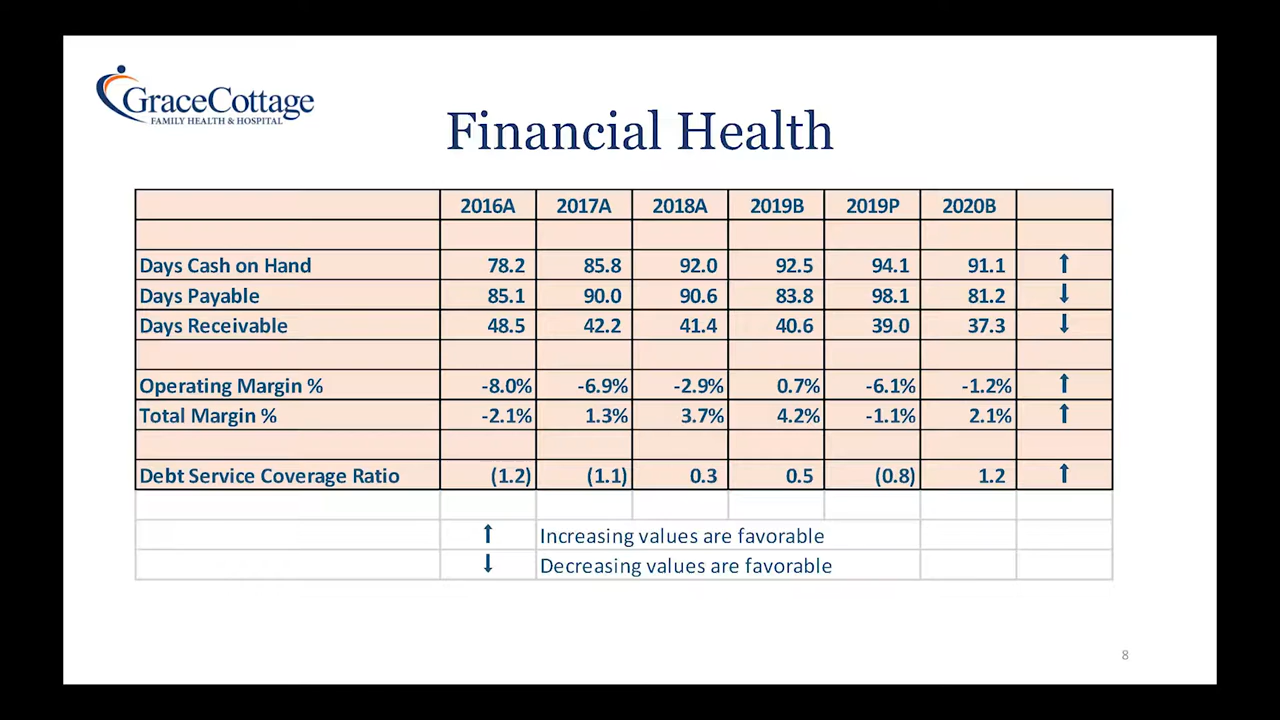 GraceCottage
FAMILY HEALTH & HOSPITAL
Financial Health
2016A 2017A 2018A 2019B 2019P 2020B
Days Cash on Hand 78.2 85.8 92.0 92.5 94.1 91.1 ↑
Days Payable 85.1 90.0 90.6 83.8 98.1 81.2 ↓
Days Receivable 48.5 42.2 41.4 40.6 39.0 37.3 ↓
Operating Margin % -8.0% -6.9% -2.9% 0.7% -6.1% -1.2% ↑
Total Margin % -2.1% 1.3% 3.7% 4.2% -1.1% 2.1% ↑
Debt Service Coverage Ratio (1.2) (1.1) 0.3 0.5 (0.8) 1.2 ↑
↑ Increasing values are favorable
↓ Decreasing values are favorable
8